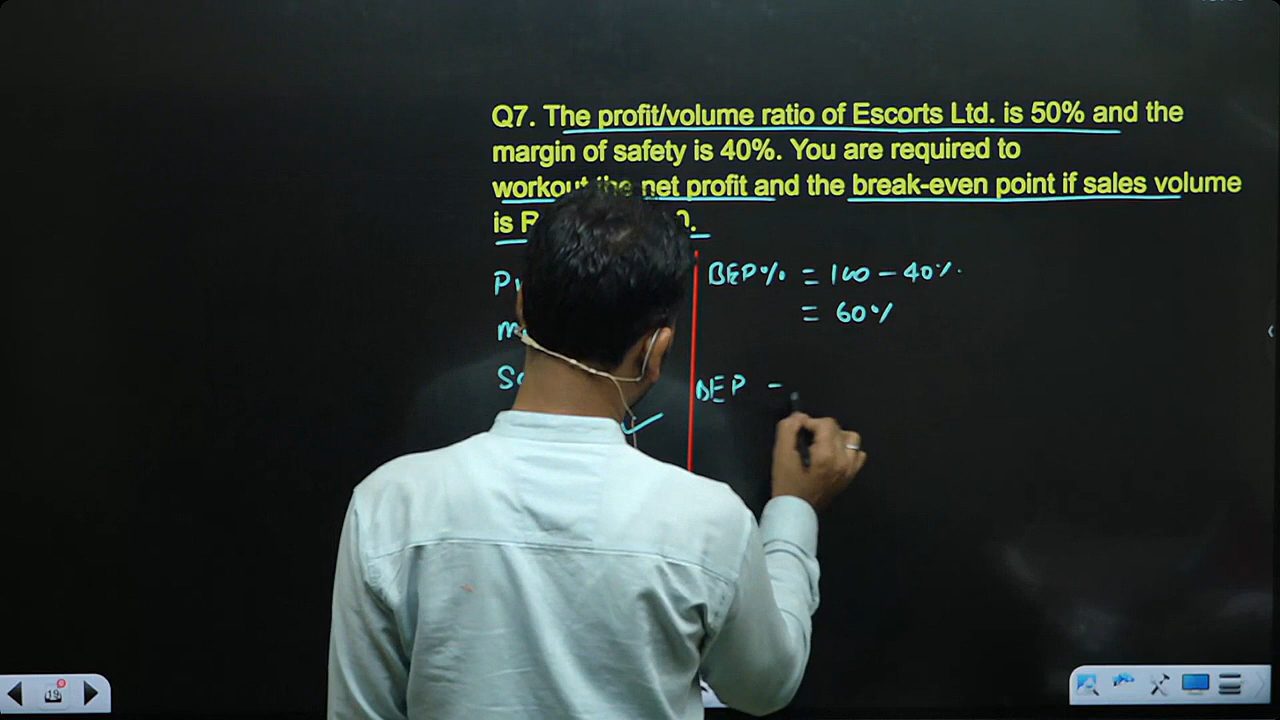 Q7. The profit/volume ratio of Escorts Ltd. is 50% and the
margin of safety is 40%. You are required to
workout the net profit and the break-even point if sales volume
is
BEP% = 100 - 40%.
= 60%
BEP -
19